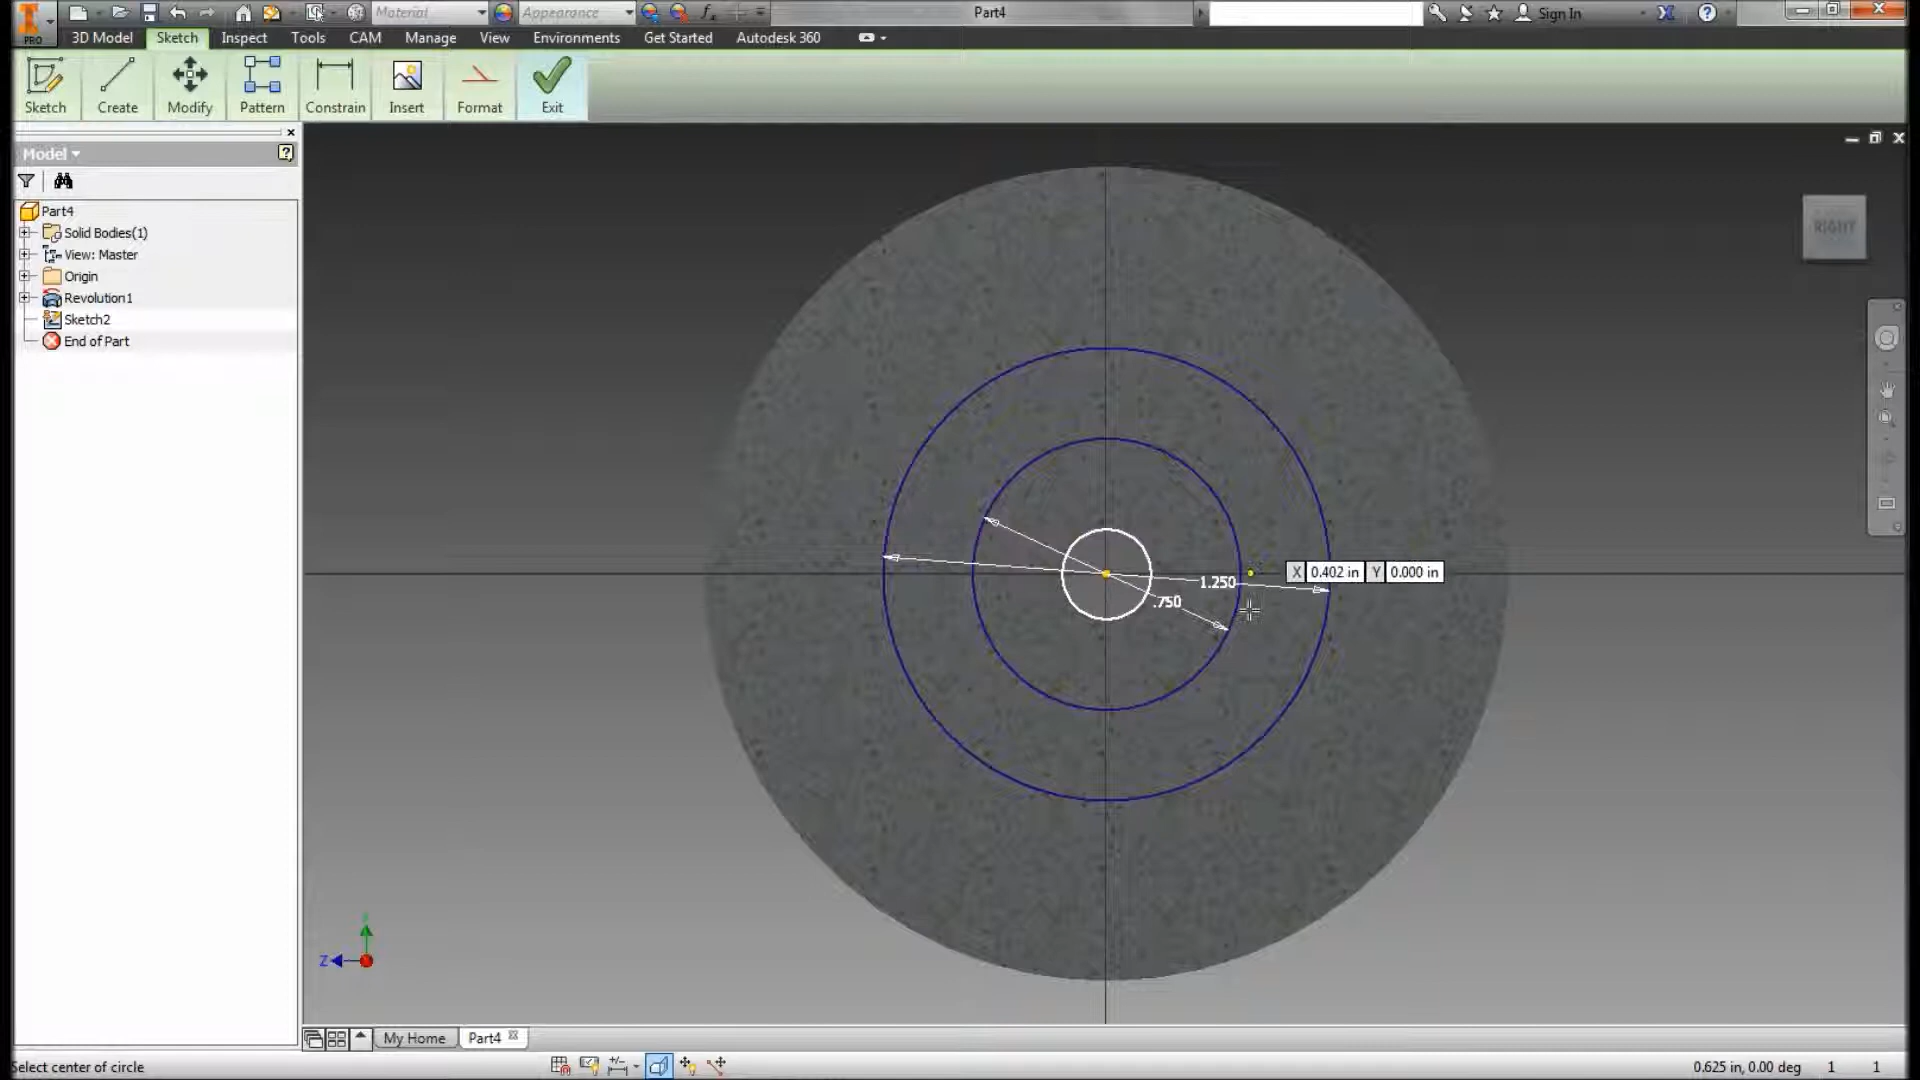 Material Appearance Part4 Sign In
PRO 3D Model Sketch Inspect Tools CAM Manage View Environments Get Started Autodesk 360
Sketch Create Modify Pattern Constrain Insert Format Exit
Model
Part4
Solid Bodies(1)
View: Master
Origin
Revolution1
Sketch2
End of Part
RIGHT
X 0.402 in Y 0.000 in
1.250
.750
Z
My Home Part4
Select center of circle 0.625 in, 0.00 deg 1 1